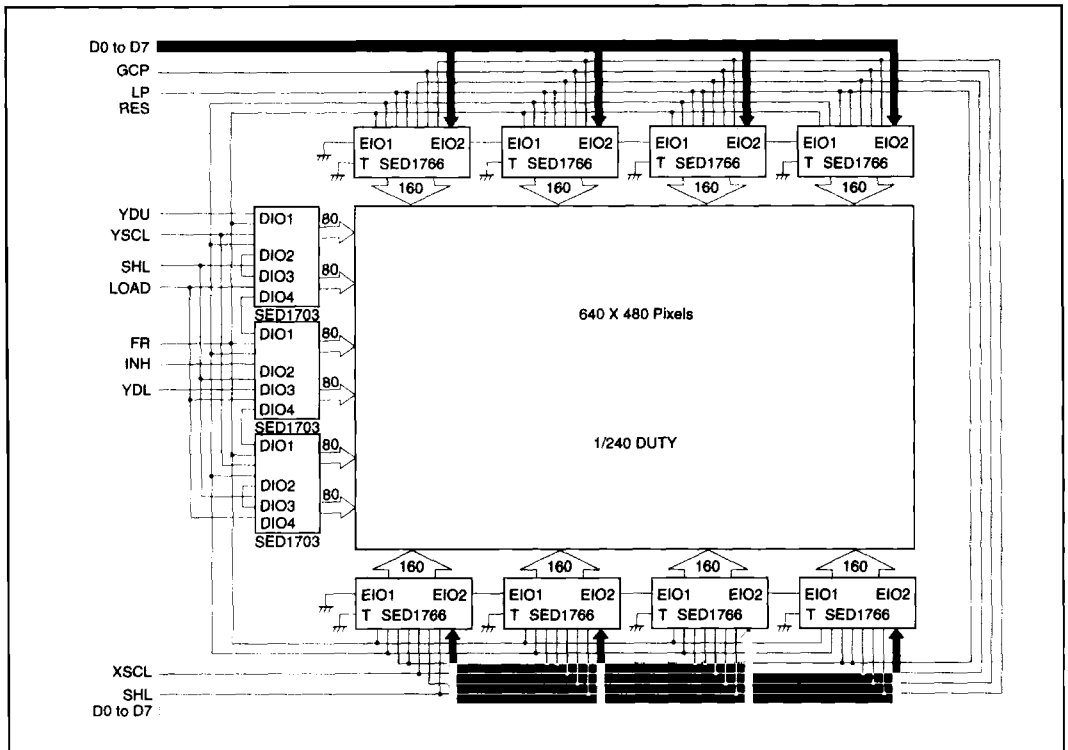 D0 to D7
GCP
LP
RES
EIO1 EIO2
T SED1766
EIO1 EIO2
T SED1766
EIO1 EIO2
T SED1766
EIO1 EIO2
T SED1766
160
160
160
160
YDU
YSCL
SHL
LOAD
FR
INH
YDL
DIO1
DIO2
DIO3
DIO4
SED1703
80
80
DIO1
DIO2
DIO3
DIO4
SED1703
80
80
DIO1
DIO2
DIO3
DIO4
SED1703
80
80
640 X 480 Pixels
1/240 DUTY
160
160
160
160
EIO1 EIO2
T SED1766
EIO1 EIO2
T SED1766
EIO1 EIO2
T SED1766
EIO1 EIO2
T SED1766
XSCL
SHL
D0 to D7